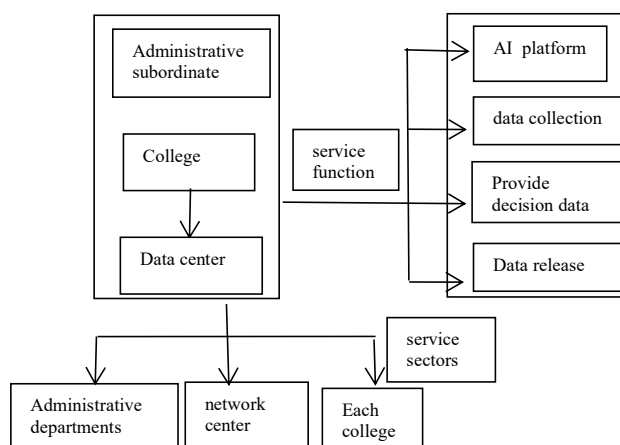 Administrative
subordinate
College
Data center
service
function
AI platform
data collection
Provide
decision data
Data release
service
sectors
Administrative
departments
network
center
Each
college